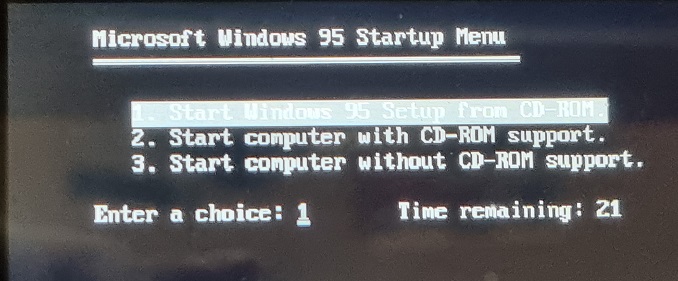 Microsoft Windows 95 Startup Menu
1. Start Windows 95 Setup from CD-ROM.
2. Start computer with CD-ROM support.
3. Start computer without CD-ROM support.
Enter a choice: 1 Time remaining: 21